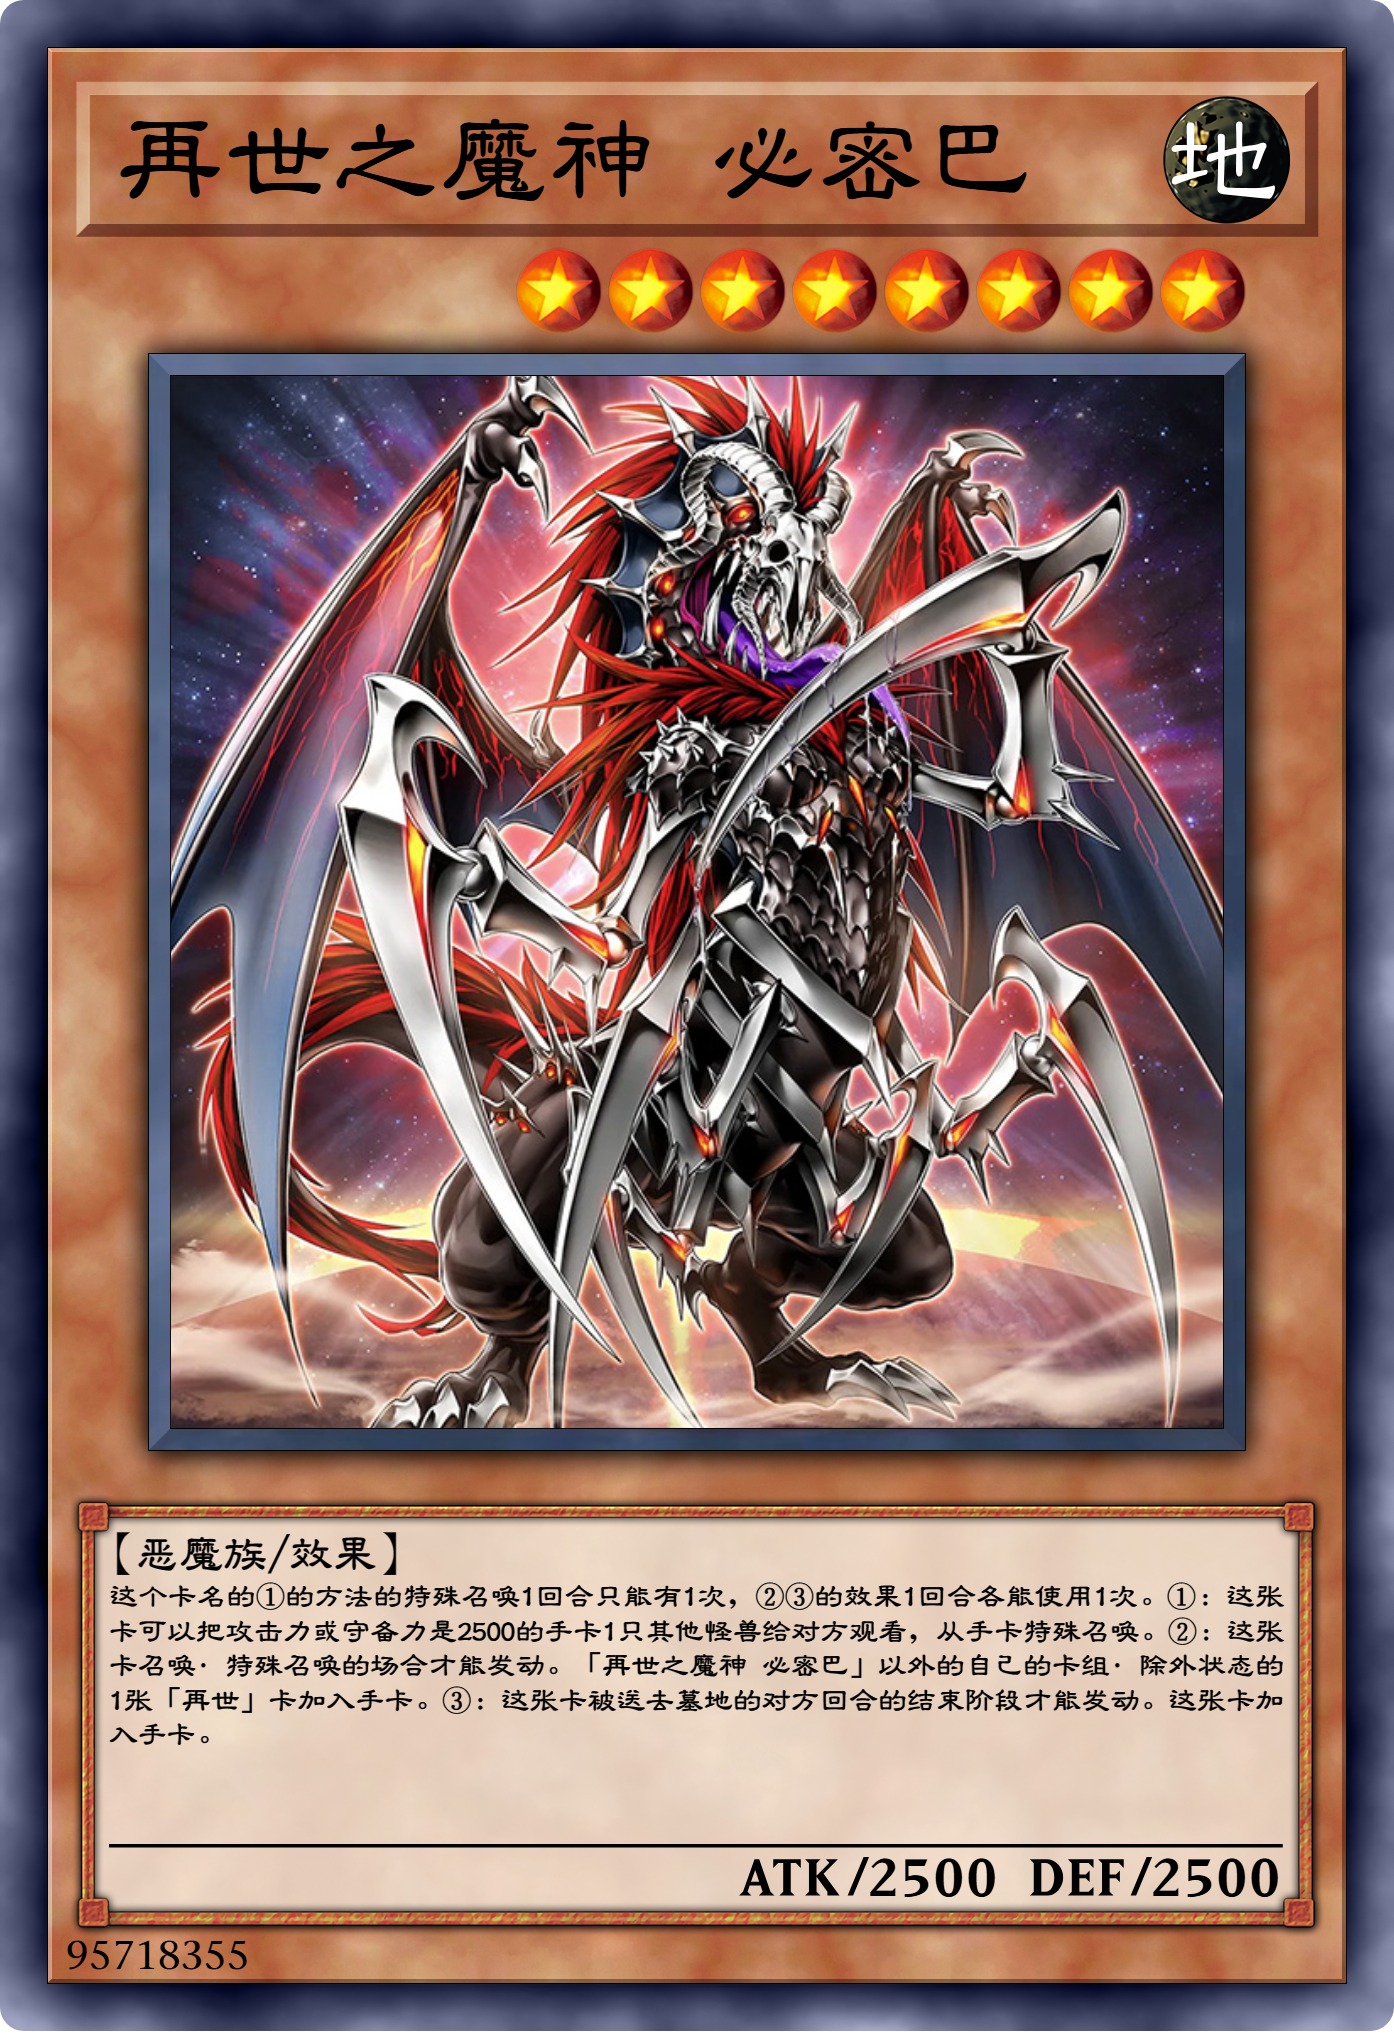 再世之魔神 必密巴
地
【恶魔族/效果】
这个卡名的①的方法的特殊召唤1回合只能有1次，②③的效果1回合各能使用1次。①：这张
卡可以把攻击力或守备力是2500的手卡1只其他怪兽给对方观看，从手卡特殊召唤。②：这张
卡召唤·特殊召唤的场合才能发动。「再世之魔神 必密巴」以外的自己的卡组·除外状态的
1张「再世」卡加入手卡。③：这张卡被送去墓地的对方回合的结束阶段才能发动。这张卡加
入手卡。
ATK/2500 DEF/2500
95718355